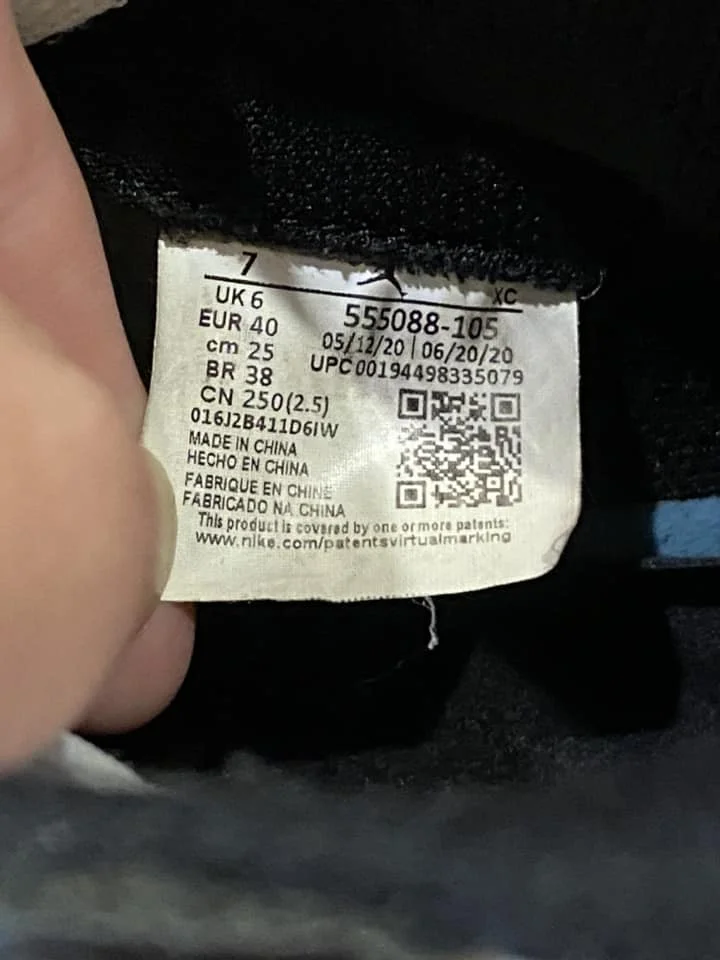 7
XC
UK 6
555088-105
EUR 40
05/12/20 | 06/20/20
cm 25
UPC00194498335079
BR 38
CN 250(2.5)
016J2B411D6IW
MADE IN CHINA
HECHO EN CHINA
FABRIQUE EN CHINE
FABRICADO NA CHINA
This product is covered by one or more patents:
www.nike.com/patentsvirtualmarking